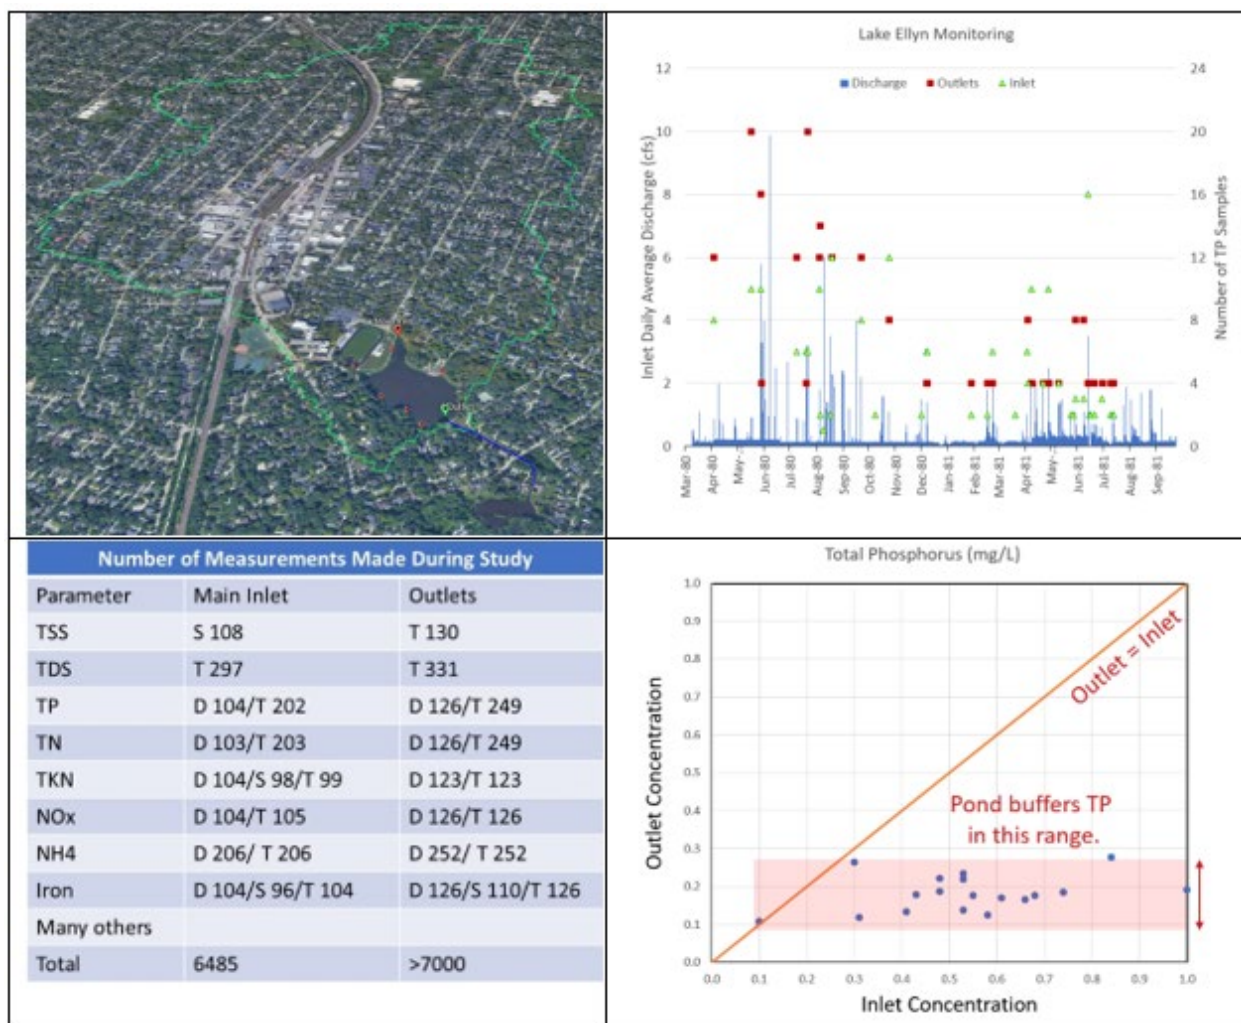 Outlet
Lake Ellyn Monitoring
Discharge Outlets Inlet
Inlet Daily Average Discharge (cfs)
Number of TP Samples
12
10
8
6
4
2
0
24
20
16
12
8
4
0
Mar-80
Apr-80
May-
Jun-80
Jul-80
Aug-80
Sep-80
Oct-80
Nov-80
Dec-80
Jan-81
Feb-81
Mar-81
Apr-81
May-
Jun-81
Jul-81
Aug-81
Sep-81
Number of Measurements Made During Study
Parameter Main Inlet Outlets
TSS S 108 T 130
TDS T 297 T 331
TP D 104/T 202 D 126/T 249
TN D 103/T 203 D 126/T 249
TKN D 104/S 98/T 99 D 123/T 123
NOx D 104/T 105 D 126/T 126
NH4 D 206/ T 206 D 252/ T 252
Iron D 104/S 96/T 104 D 126/S 110/T 126
Many others
Total 6485 >7000
Total Phosphorus (mg/L)
Outlet Concentration
1.0
0.9
0.8
0.7
0.6
0.5
0.4
0.3
0.2
0.1
0.0
Outlet = Inlet
Pond buffers TP
in this range.
0.0 0.1 0.2 0.3 0.4 0.5 0.6 0.7 0.8 0.9 1.0
Inlet Concentration